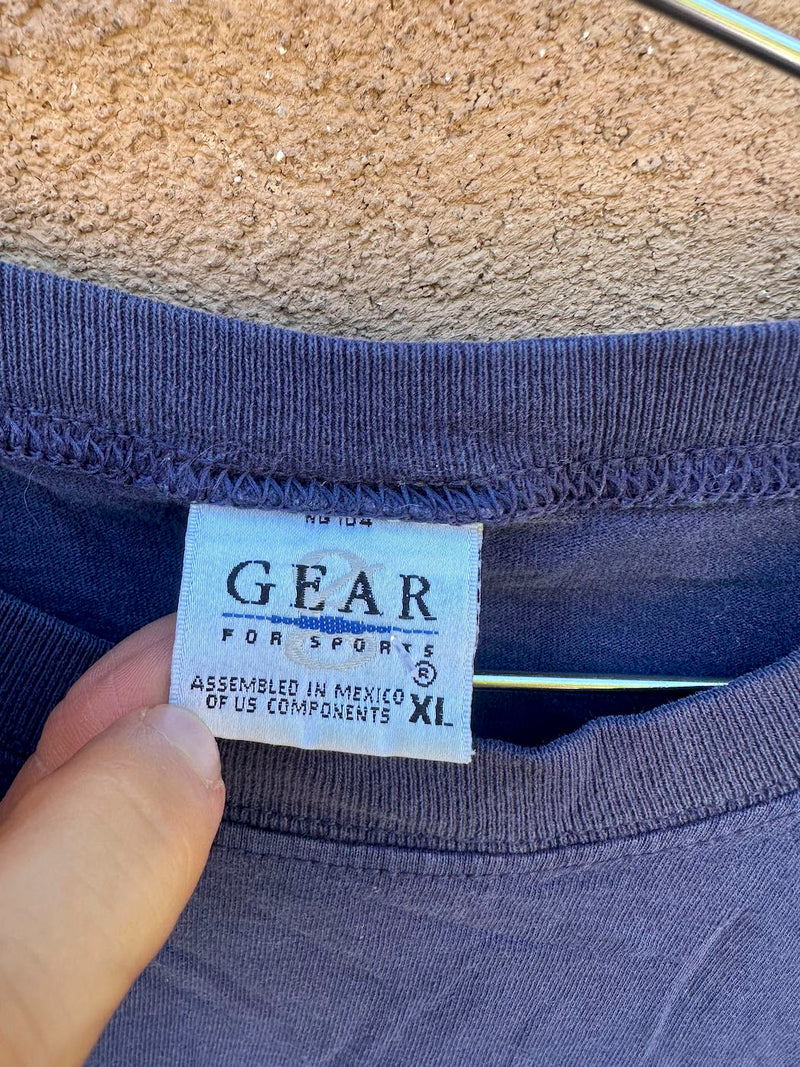 GEAR
FOR SPORTS
®
ASSEMBLED IN MEXICO
OF US COMPONENTS XL